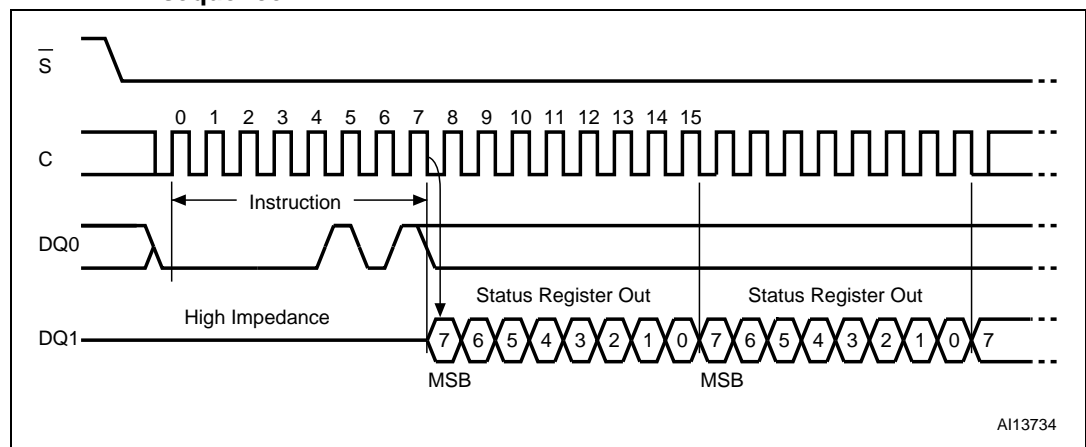 S
0 1 2 3 4 5 6 7 8 9 10 11 12 13 14 15
C
Instruction
DQ0
Status Register Out Status Register Out
High Impedance
DQ1 7 6 5 4 3 2 1 0 7 6 5 4 3 2 1 0 7
MSB MSB
AI13734